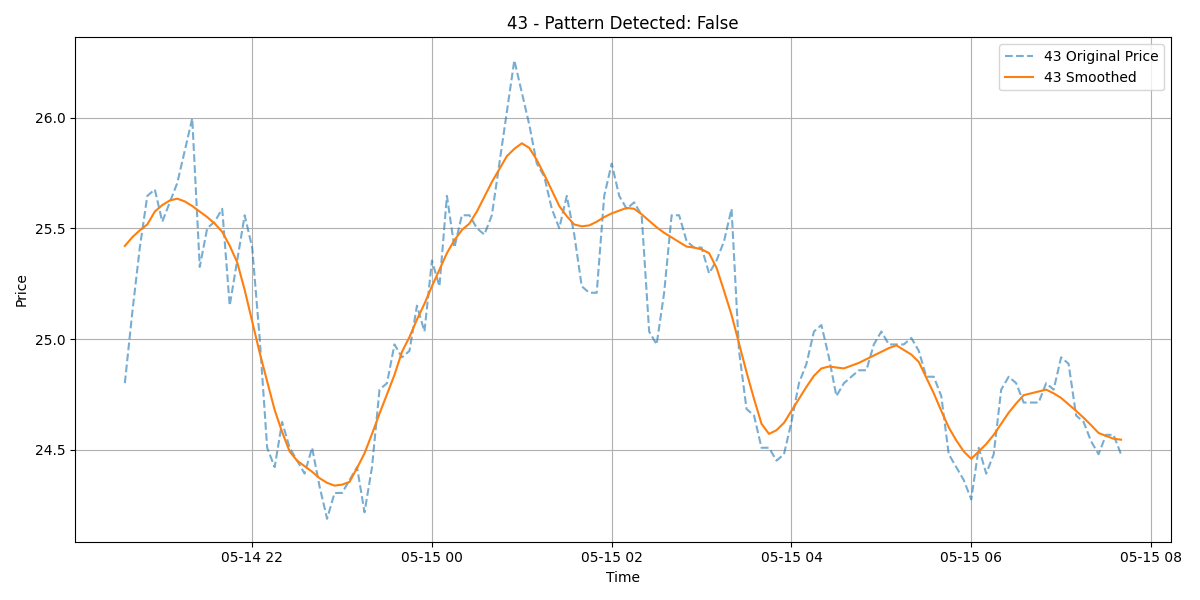 43 - Pattern Detected: False
43 Original Price
43 Smoothed
Price
26.0
25.5
25.0
24.5
05-14 22
05-15 00
05-15 02
05-15 04
05-15 06
05-15 08
Time